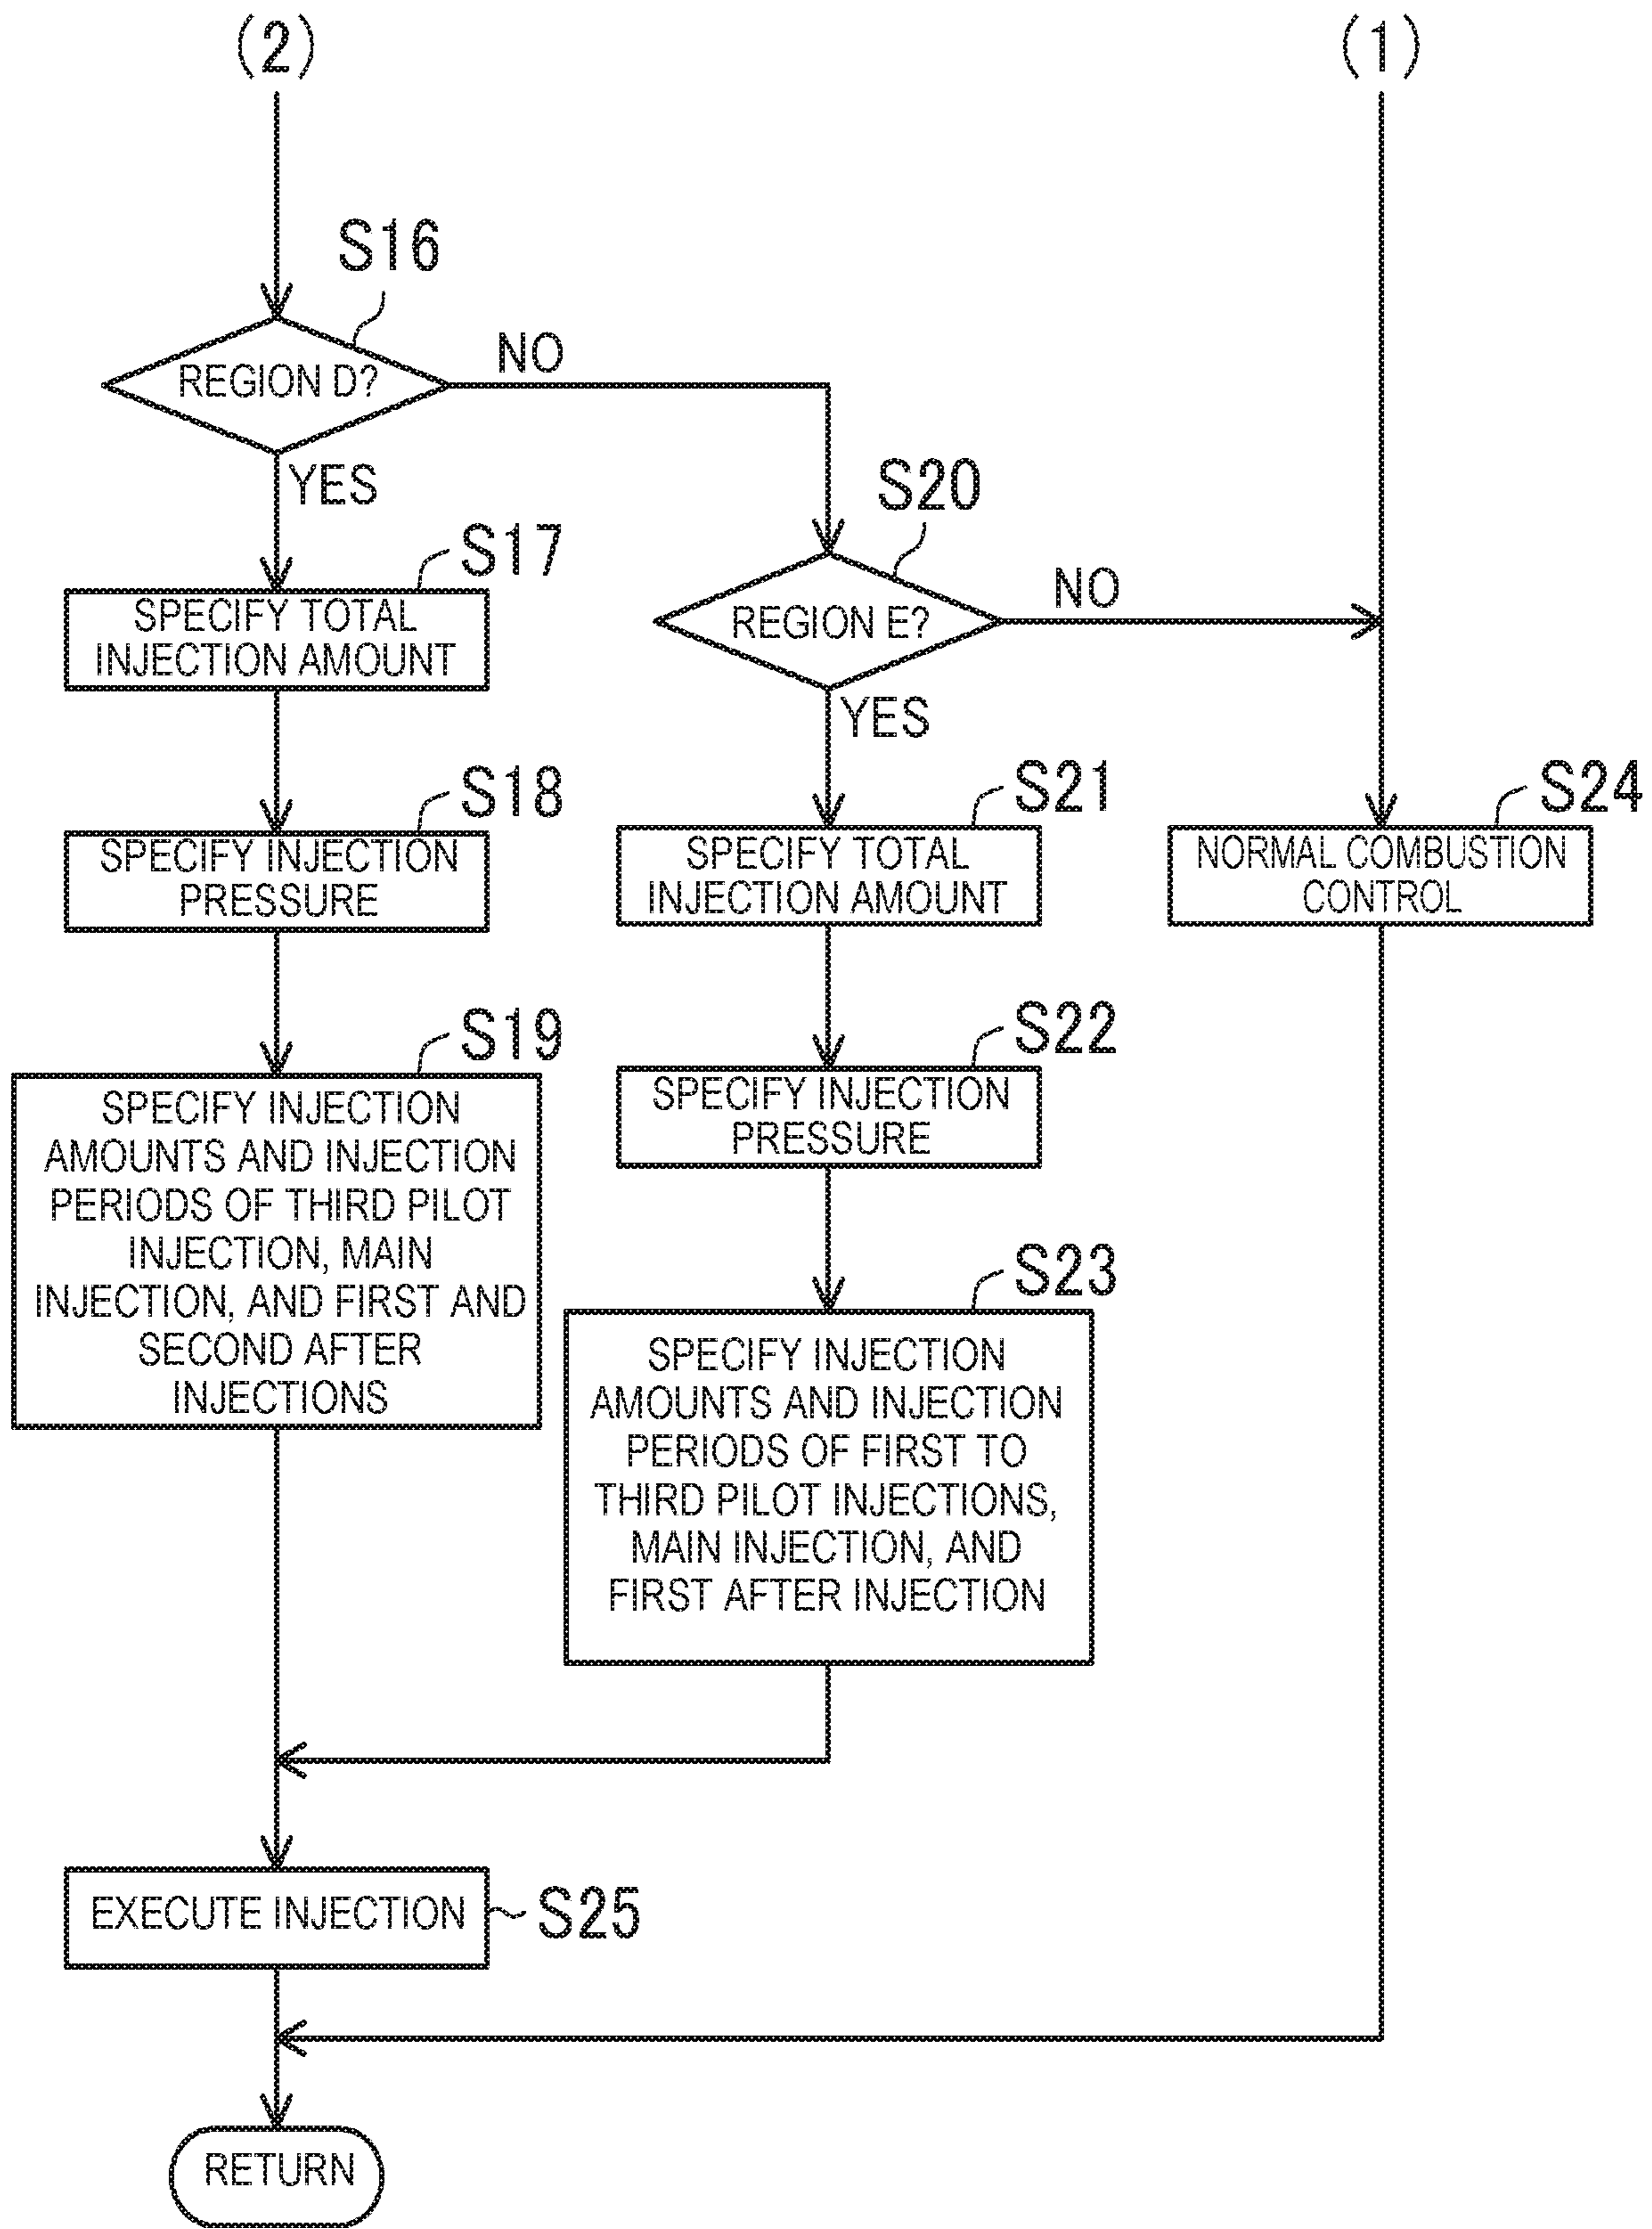 (2)
(1)
S16
REGION D?
NO
YES
S17
SPECIFY TOTAL
INJECTION AMOUNT
S18
SPECIFY INJECTION
PRESSURE
S19
SPECIFY INJECTION
AMOUNTS AND INJECTION
PERIODS OF THIRD PILOT
INJECTION, MAIN
INJECTION, AND FIRST AND
SECOND AFTER
INJECTIONS
S20
REGION E?
NO
YES
S21
SPECIFY TOTAL
INJECTION AMOUNT
S22
SPECIFY INJECTION
PRESSURE
S23
SPECIFY INJECTION
AMOUNTS AND INJECTION
PERIODS OF FIRST TO
THIRD PILOT INJECTIONS,
MAIN INJECTION, AND
FIRST AFTER INJECTION
S24
NORMAL COMBUSTION
CONTROL
EXECUTE INJECTION
S25
RETURN